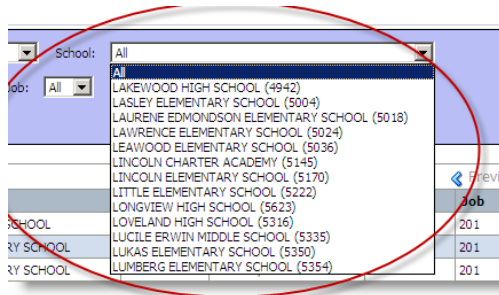 School: All
All
Job: All
LAKEWOOD HIGH SCHOOL (4942)
LASLEY ELEMENTARY SCHOOL (5004)
LAURENE EDMONDSON ELEMENTARY SCHOOL (5018)
LAWRENCE ELEMENTARY SCHOOL (5024)
LEAWOOD ELEMENTARY SCHOOL (5036)
LINCOLN CHARTER ACADEMY (5145)
LINCOLN ELEMENTARY SCHOOL (5170)
LITTLE ELEMENTARY SCHOOL (5222)
Previ
LONGVIEW HIGH SCHOOL (5623)
Job
LOVELAND HIGH SCHOOL (5316)
SCHOOL
201
LUCILE ERWIN MIDDLE SCHOOL (5335)
RY SCHOOL
LUKAS ELEMENTARY SCHOOL (5350)
201
RY SCHOOL
LUMBERG ELEMENTARY SCHOOL (5354)
201